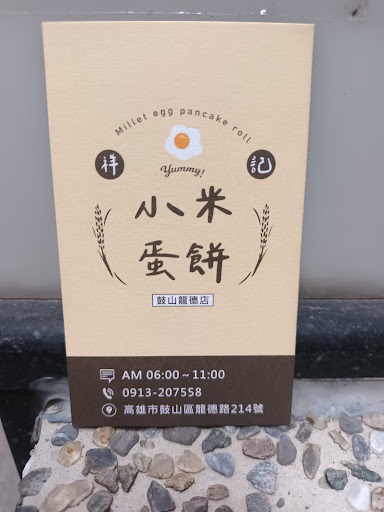 Millet egg pancake roll
祥 記
Yummy!
小米
蛋餅
鼓山龍德店
AM 06:00~11:00
0913-207558
高雄市鼓山區龍德路214號